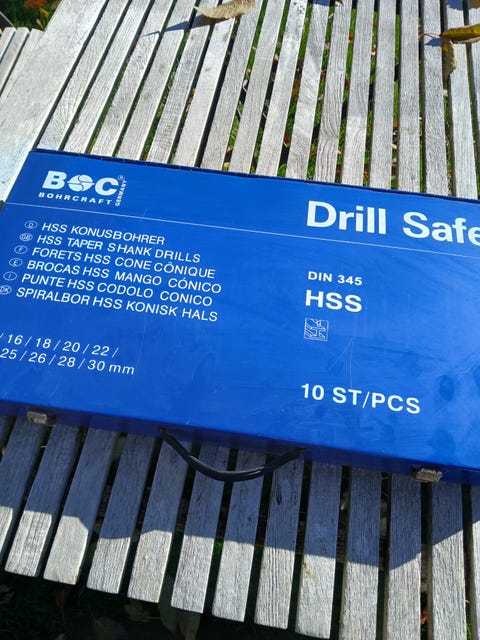 BOC
BOHRCRAFT
GERMANY
Drill Safe
D HSS KONUSBOHRER
GB HSS TAPER SHANK DRILLS
F FORETS HSS CONE CÔNIQUE
E BROCAS HSS MANGO CÓNICO
I PUNTE HSS CODOLO CONICO
DK SPIRALBOR HSS KONISK HALS
/ 16 / 18 / 20 / 22 /
25 / 26 / 28 / 30 mm
DIN 345
HSS
10 ST/PCS